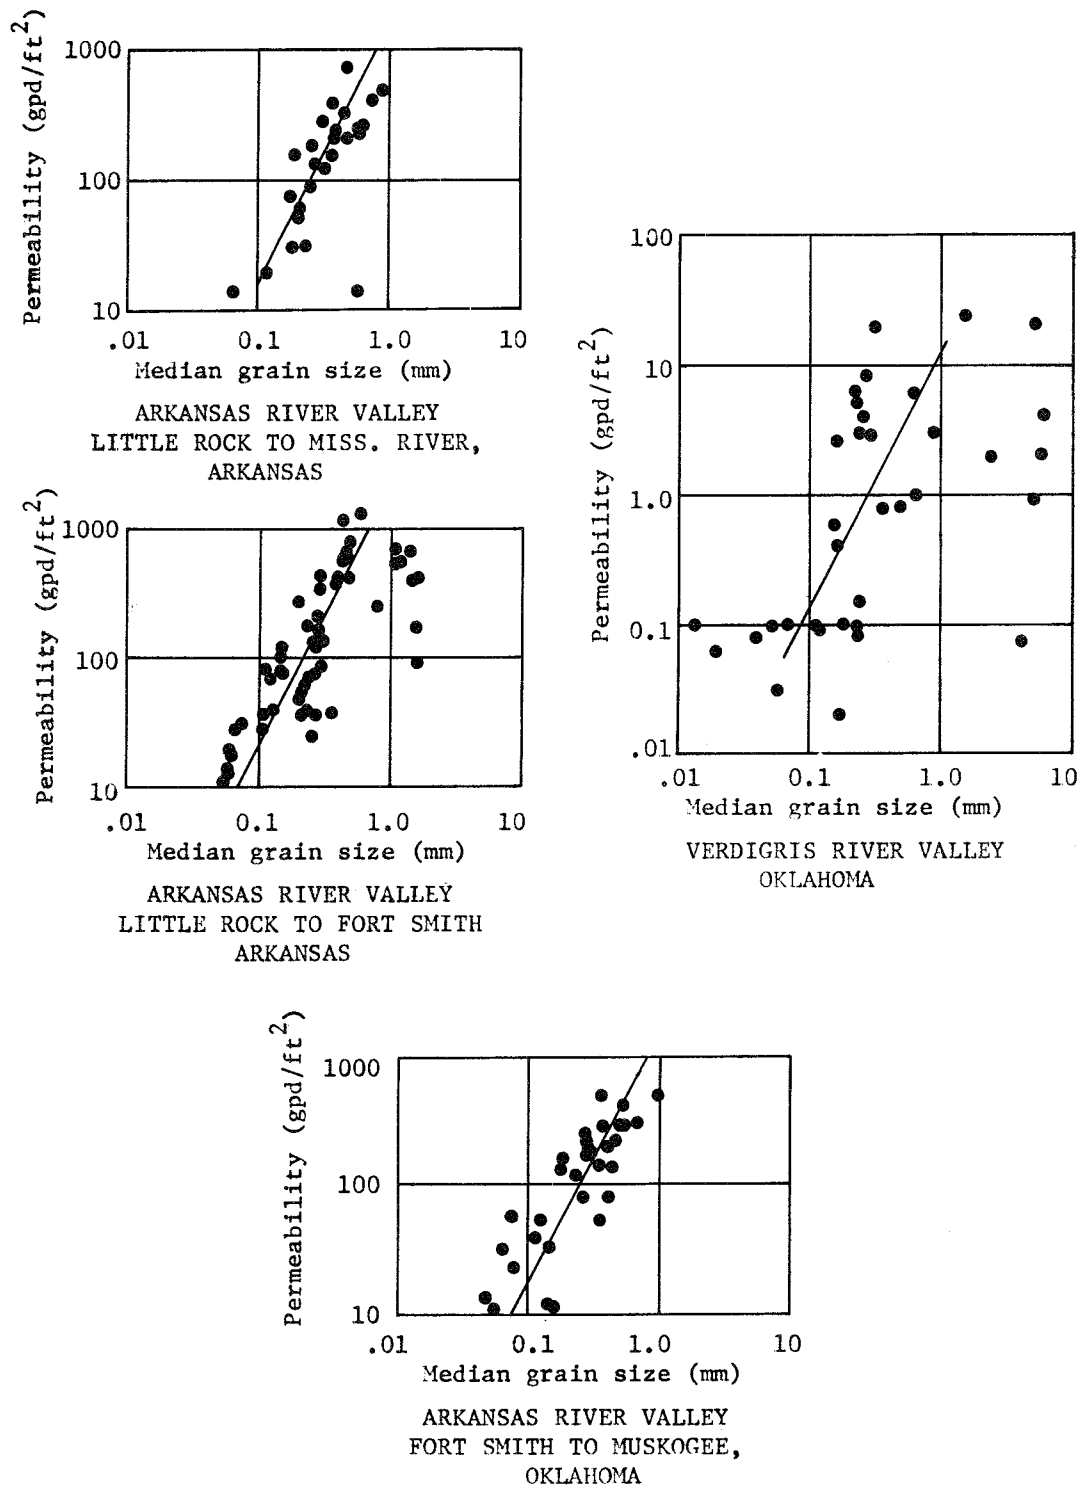 Permeability (gpd/ft²)
1000
100
10
.01 0.1 1.0 10
Median grain size (mm)
ARKANSAS RIVER VALLEY
LITTLE ROCK TO MISS. RIVER,
ARKANSAS
Permeability (gpd/ft²)
1000
100
10
.01 0.1 1.0 10
Median grain size (mm)
ARKANSAS RIVER VALLEY
LITTLE ROCK TO FORT SMITH
ARKANSAS
Permeability (gpd/ft²)
100
10
1.0
0.1
.01
.01 0.1 1.0 10
Median grain size (mm)
VERDIGRIS RIVER VALLEY
OKLAHOMA
Permeability (gpd/ft²)
1000
100
10
.01 0.1 1.0 10
Median grain size (mm)
ARKANSAS RIVER VALLEY
FORT SMITH TO MUSKOGEE,
OKLAHOMA